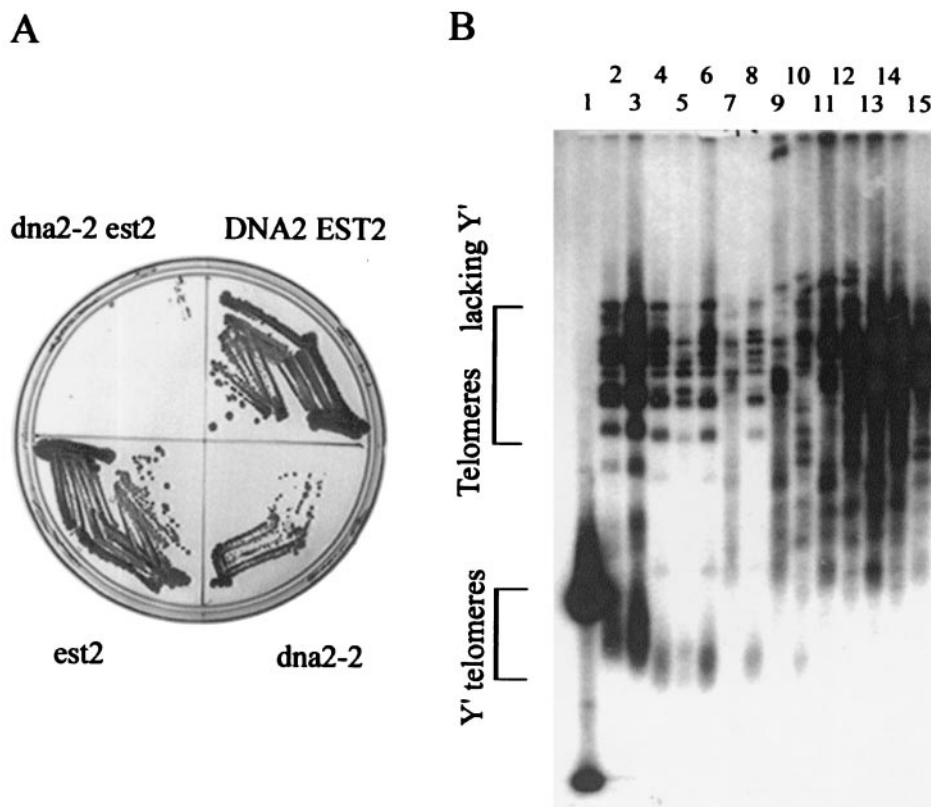 A
B
dna2-2 est2
DNA2 EST2
est2
dna2-2
2 4 6 8 10 12 14
1 3 5 7 9 11 13 15
Telomeres lacking Y'
Y' telomeres